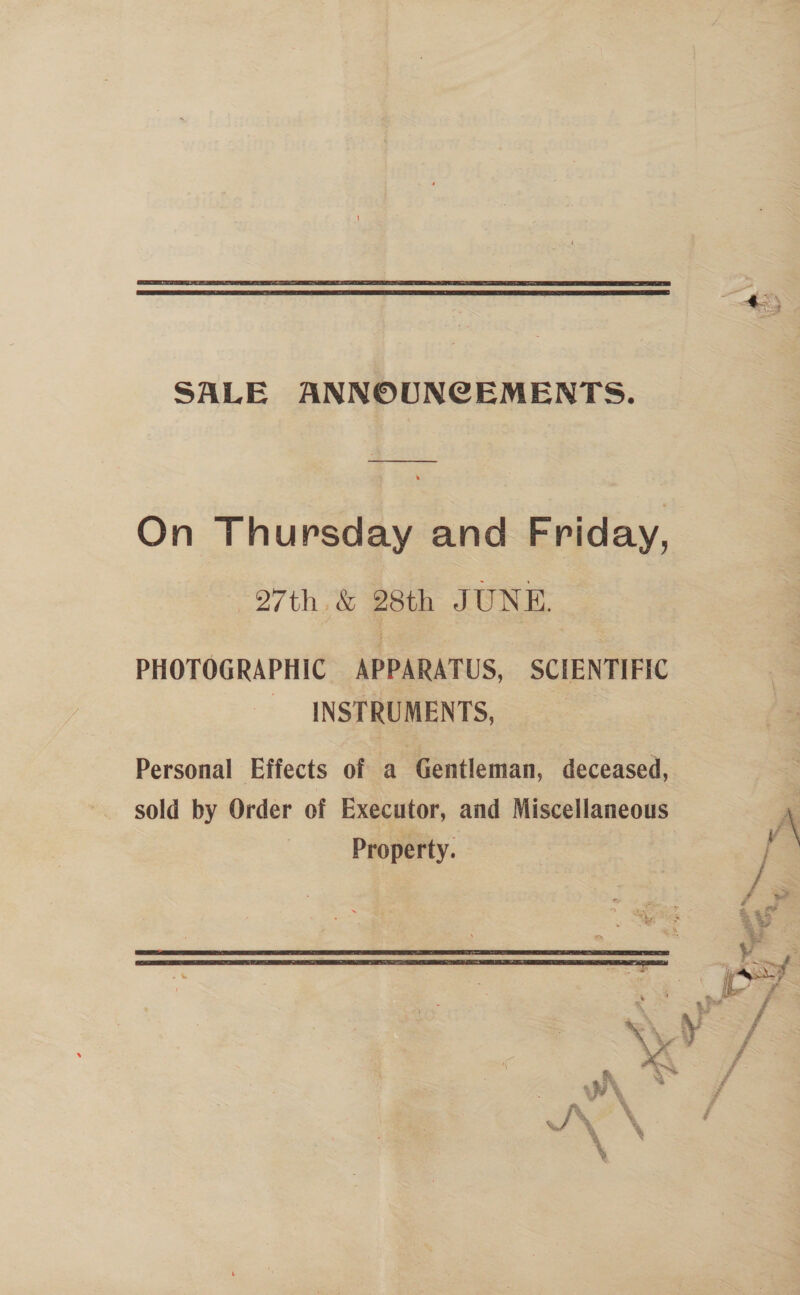 SALE ANNOUNCEMENTS.
On Thursday and Friday,
27th & 28th JUNE.
PHOTOGRAPHIC APPARATUS, SCIENTIFIC
INSTRUMENTS,
Personal Effects of a Gentleman, deceased,
sold by Order of Executor, and Miscellaneous
Property.